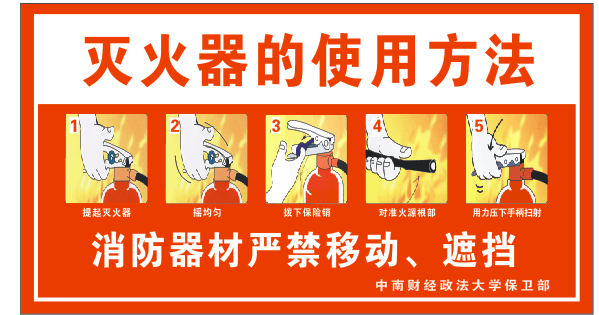 灭火器的使用方法
1 2 3 4 5
提起灭火器 摇均匀 拨下保险销 对准火源根部 用力压下手柄扫射
消防器材严禁移动、遮挡
中南财经政法大学保卫部